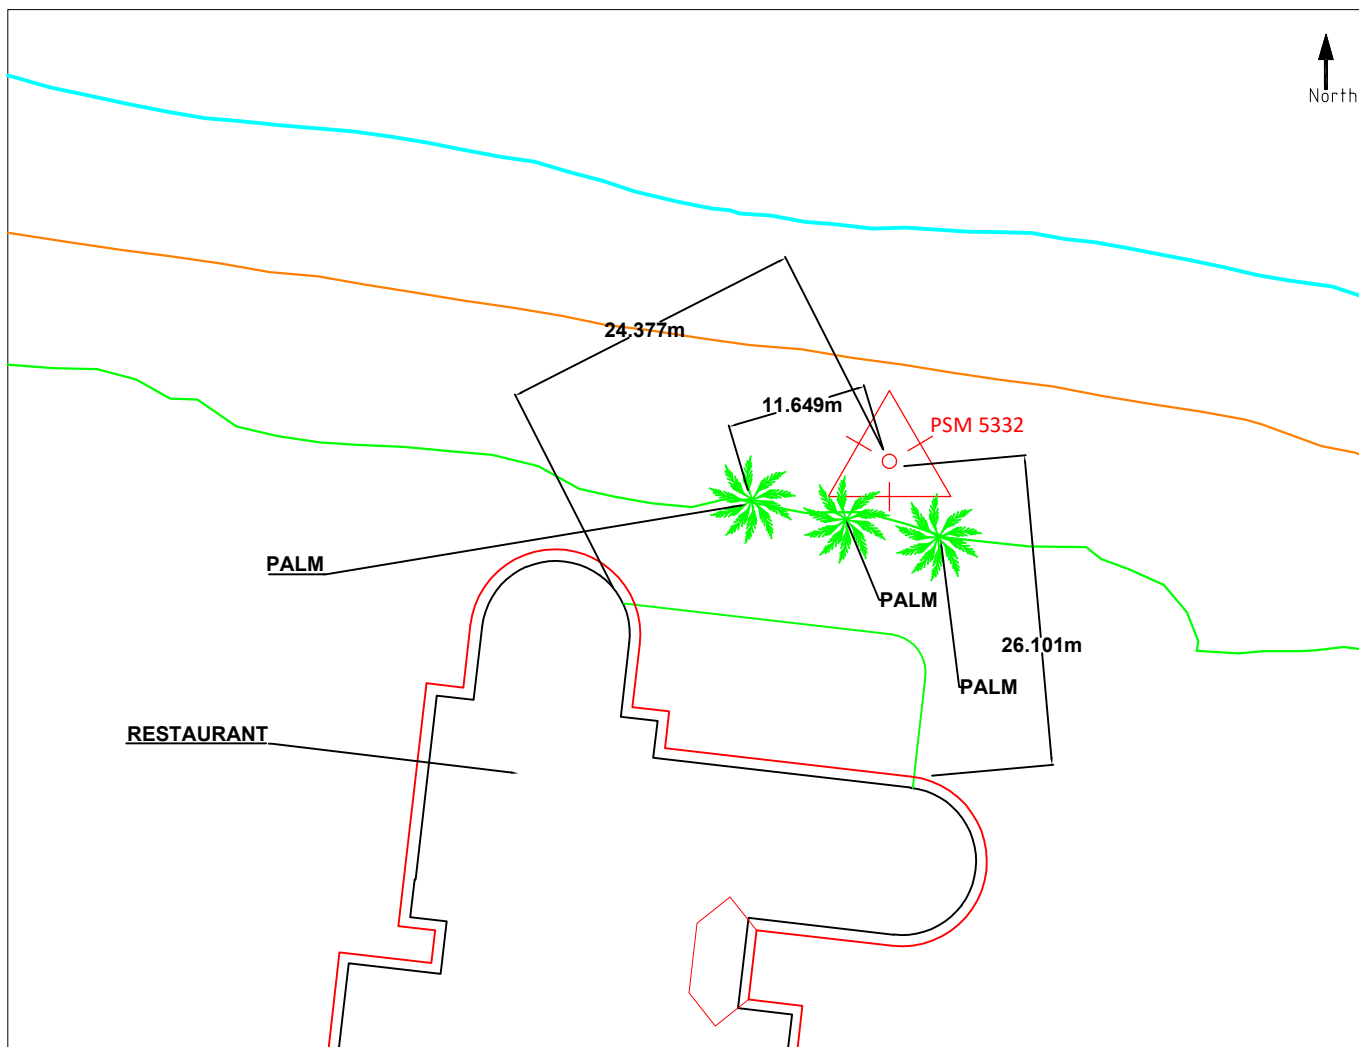 North
24.377m
11.649m
PSM 5332
PALM
PALM
26.101m
PALM
RESTAURANT